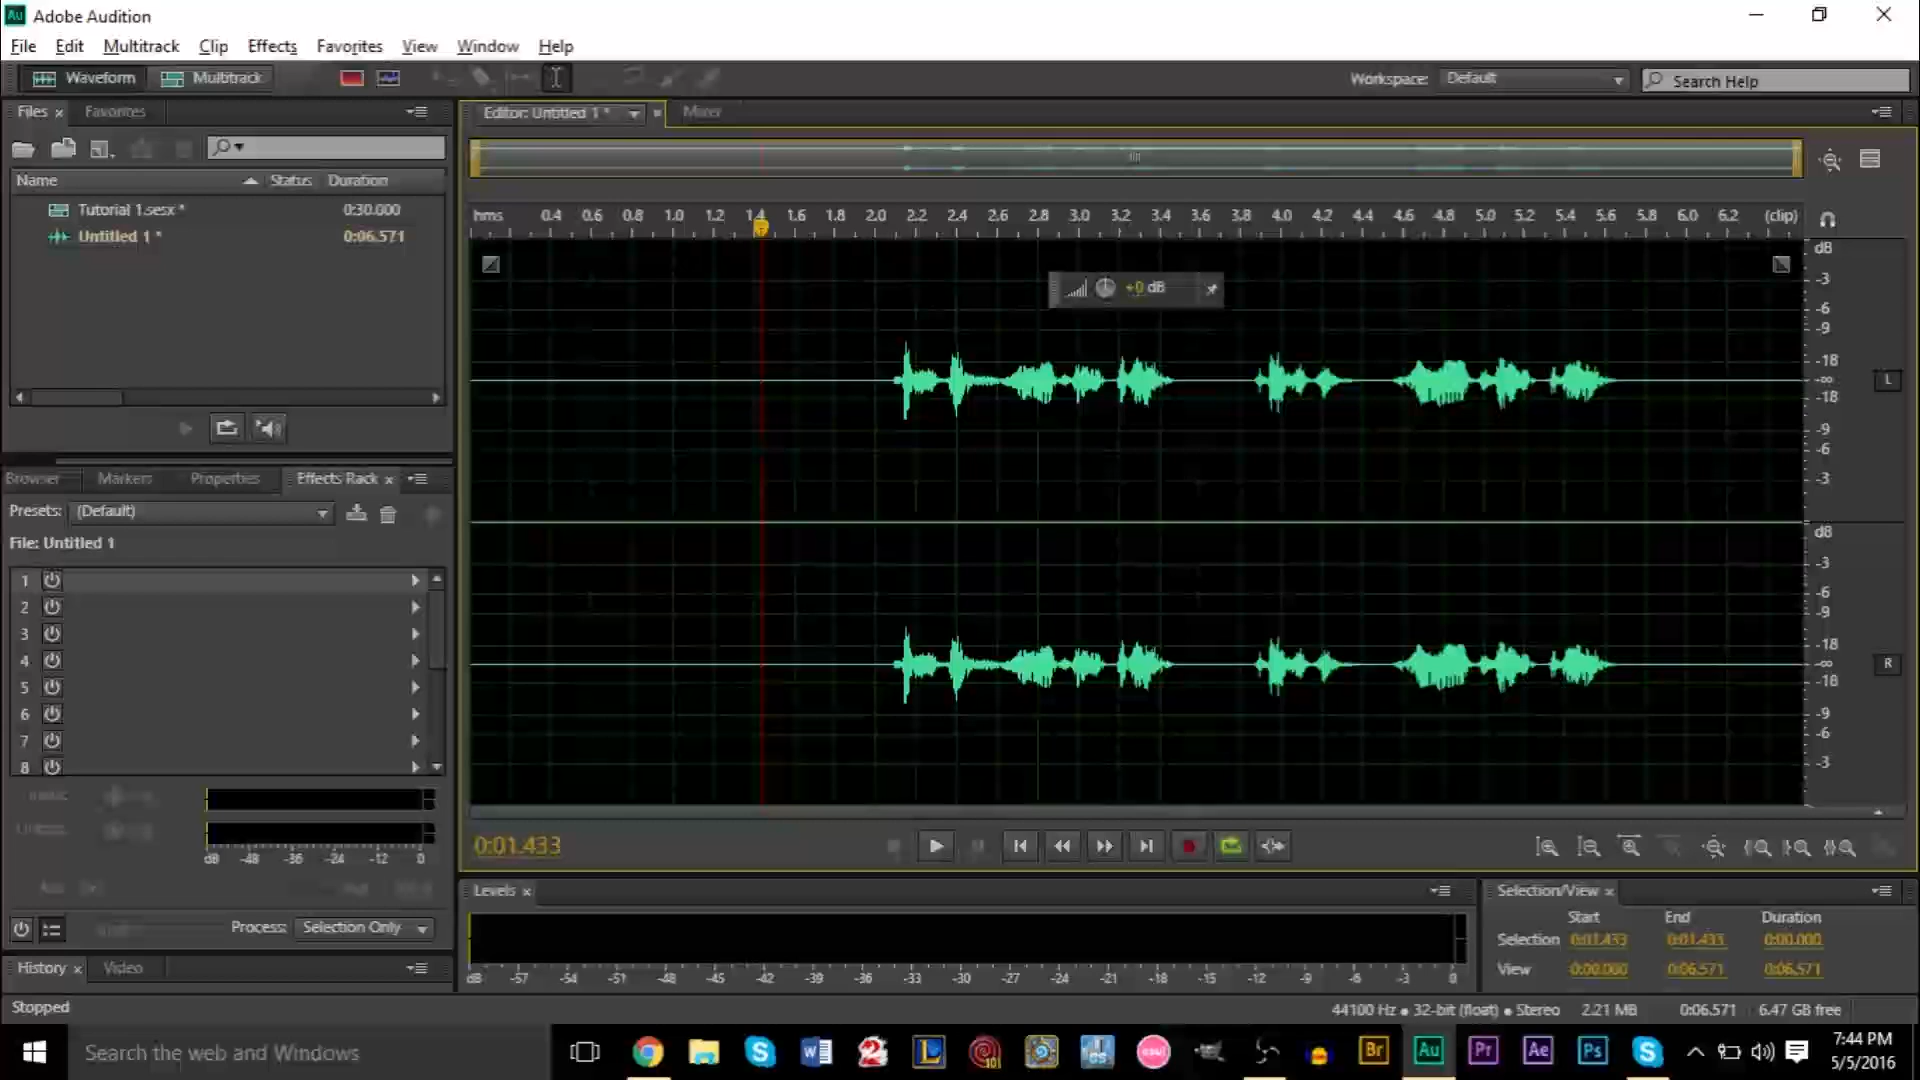 Au Adobe Audition
File Edit Multitrack Clip Effects Favorites View Window Help
Waveform Multitrack Workspace: Default Search Help
Files Favorites
Name Status Duration
Tutorial 1.sesx * 0:30.000
Untitled 1 * 0:06.571
Editor: Untitled 1 * Mixer
hms 0.4 0.6 0.8 1.0 1.2 1.4 1.6 1.8 2.0 2.2 2.4 2.6 2.8 3.0 3.2 3.4 3.6 3.8 4.0 4.2 4.4 4.6 4.8 5.0 5.2 5.4 5.6 5.8 6.0 6.2 (clip)
+0 dB
dB
-3
-6
-9
-18
-∞
-18
-9
-6
-3
L
dB
-3
-6
-9
-18
-∞
-18
-9
-6
-3
R
Browser Markers Properties Effects Rack
Presets: (Default)
File: Untitled 1
1
2
3
4
5
6
7
8
dB -48 -36 -24 -12 0
Process: Selection Only
History Video
Stopped
0:01.433
Levels
dB -57 -54 -51 -48 -45 -42 -39 -36 -33 -30 -27 -24 -21 -18 -15 -12 -9 -6 -3 0
Selection/View
Start End Duration
Selection 0:01.433 0:01.433 0:00.000
View 0:00.000 0:06.571 0:06.571
44100 Hz • 32-bit (float) • Stereo 2.21 MB 0:06.571 6.47 GB free
Search the web and Windows
osu!
Br Au Pr Ae Ps
7:44 PM
5/5/2016